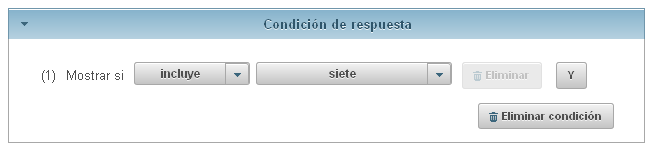 Condición de respuesta
(1) Mostrar si incluye siete Eliminar Y
Eliminar condición